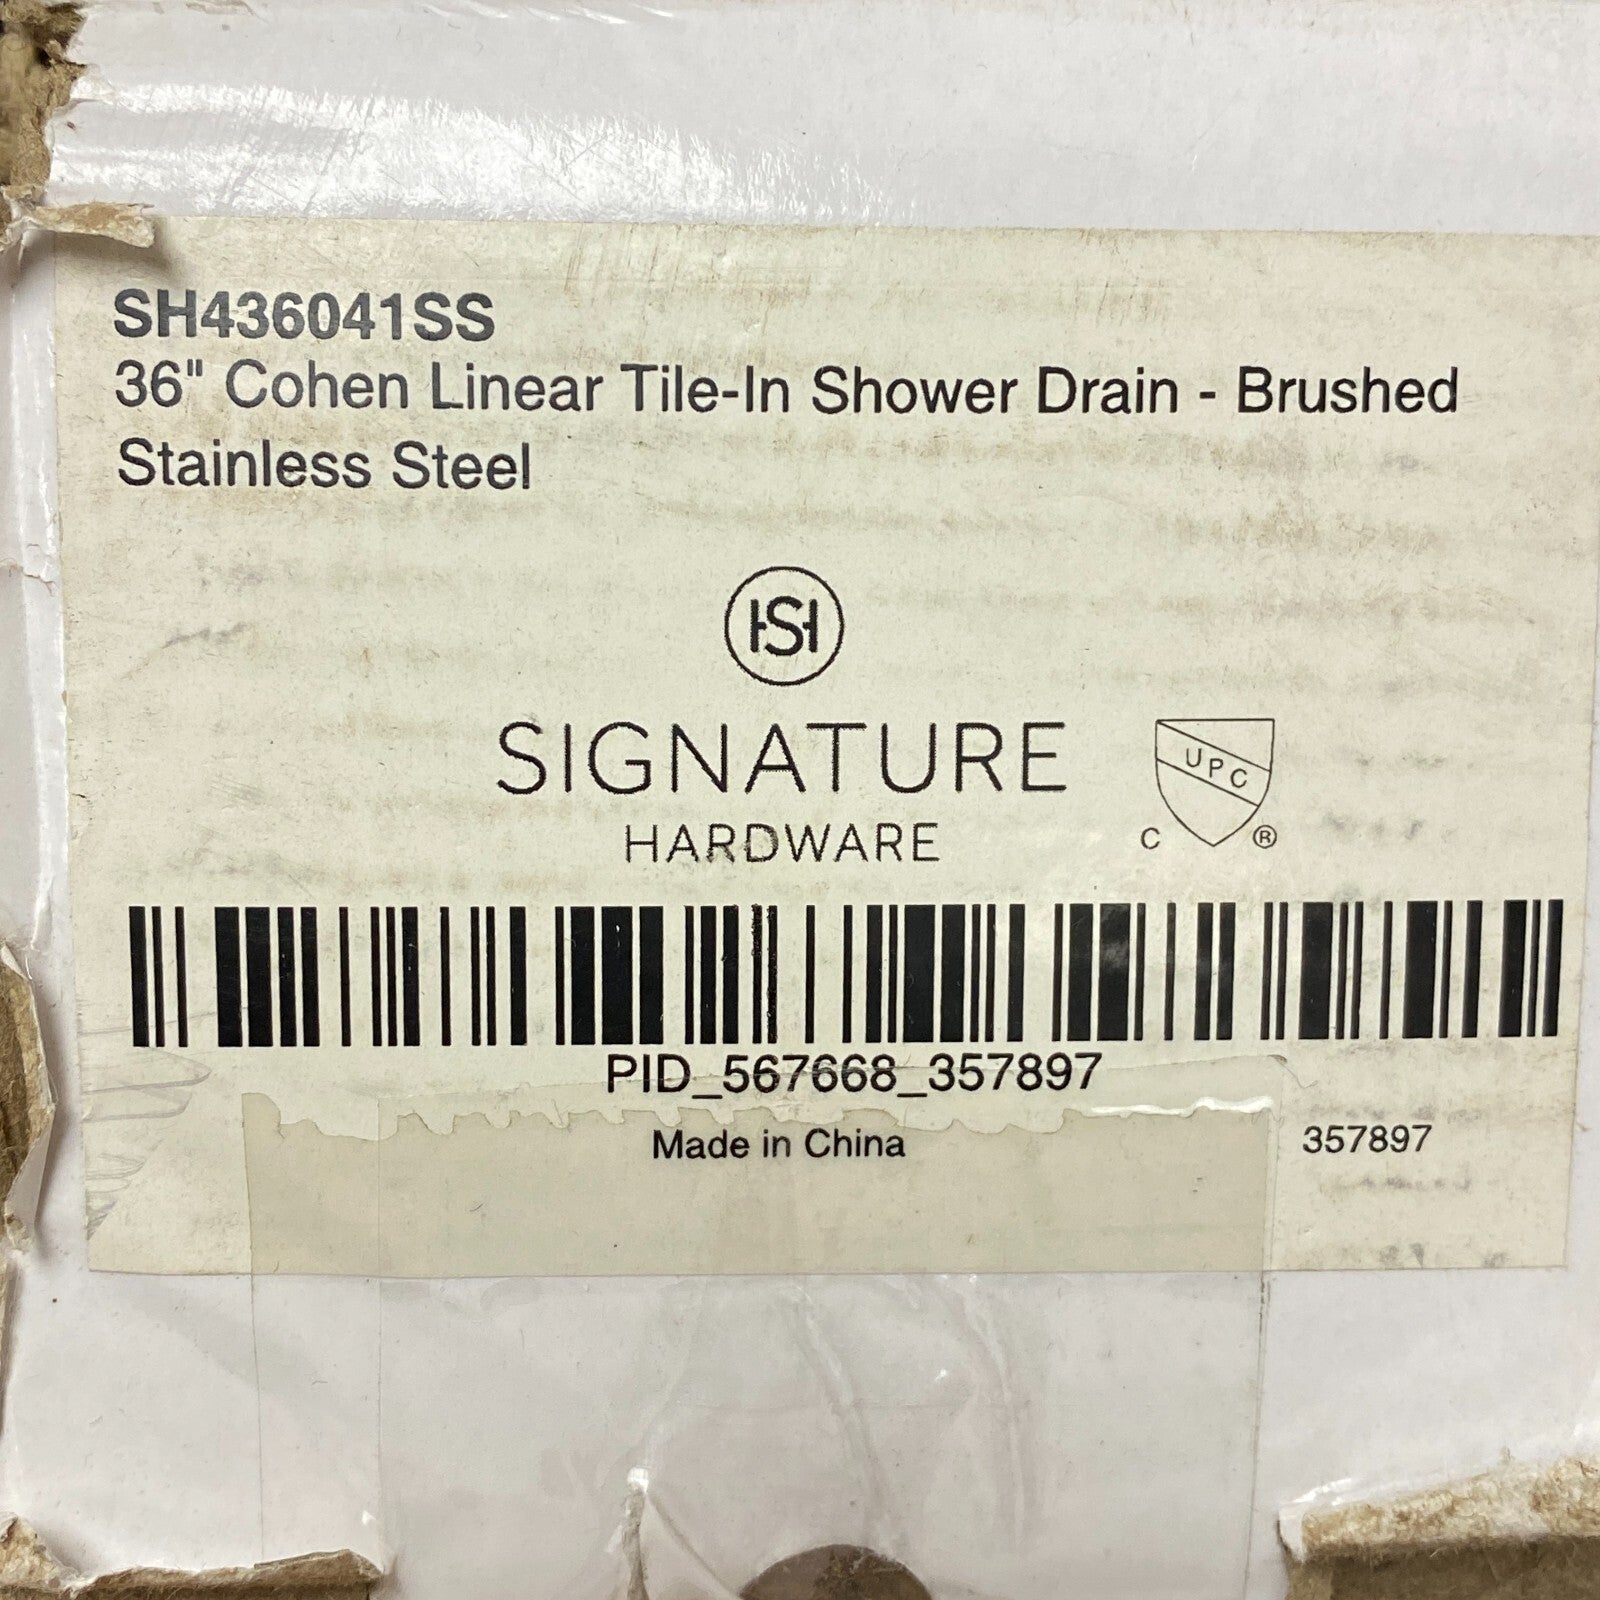 SH436041SS
36" Cohen Linear Tile-In Shower Drain - Brushed
Stainless Steel
HSH
SIGNATURE
HARDWARE
UPC
C ®
PID_567668_357897
Made in China
357897